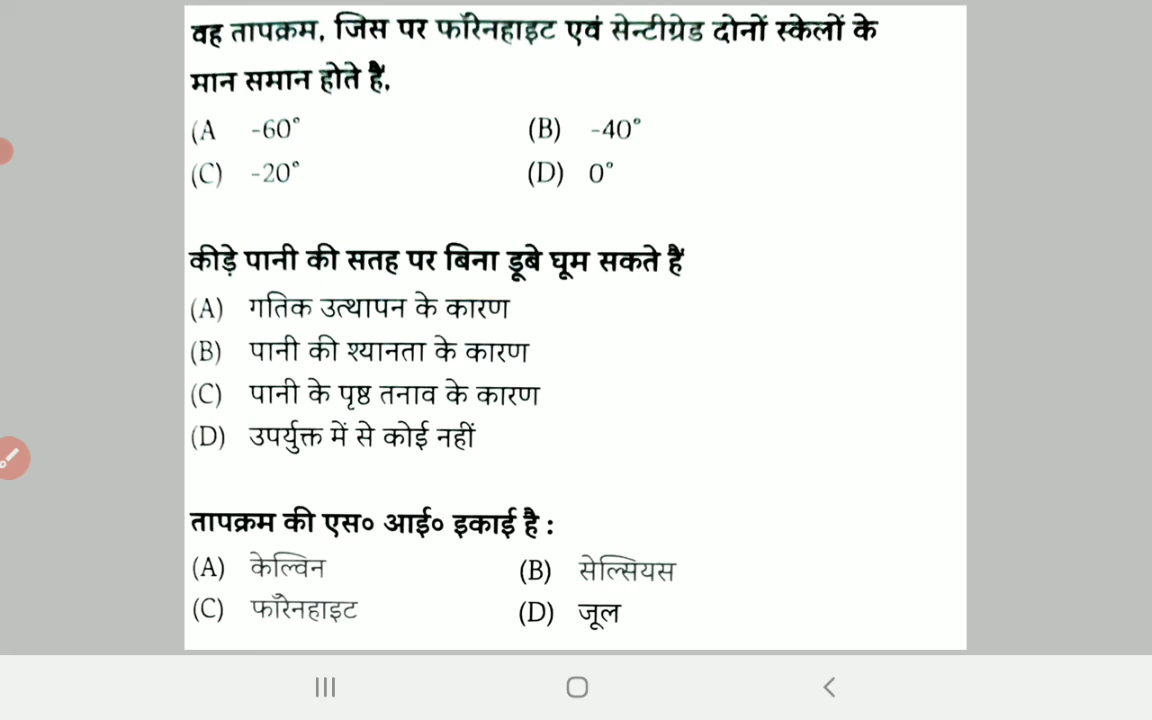 वह तापक्रम, जिस पर फॉरेनहाइट एवं सेन्टीग्रेड दोनों स्केलों के
मान समान होते हैं,
(A -60° (B) -40°
(C) -20° (D) 0°
कीड़े पानी की सतह पर बिना डूबे घूम सकते हैं
(A) गतिक उत्थापन के कारण
(B) पानी की श्यानता के कारण
(C) पानी के पृष्ठ तनाव के कारण
(D) उपर्युक्त में से कोई नहीं
तापक्रम की एस० आई० इकाई है :
(A) केल्विन (B) सेल्सियस
(C) फॉरेनहाइट (D) जूल